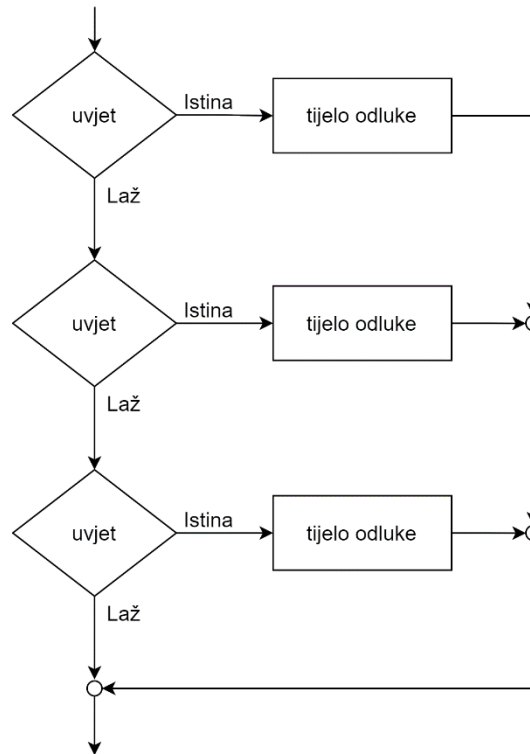 uvjet
Istina
tijelo odluke
Laž
uvjet
Istina
tijelo odluke
Laž
uvjet
Istina
tijelo odluke
Laž